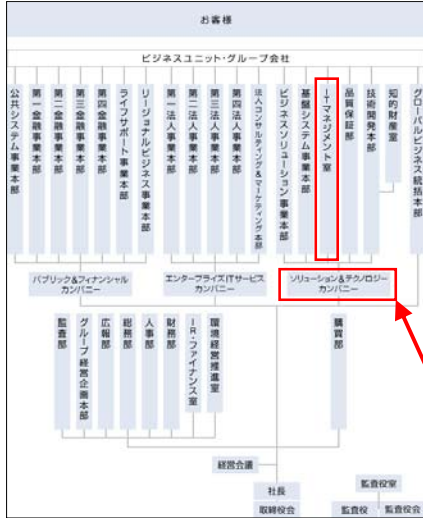 お客様
ビジネスユニット・グループ会社
公共システム事業本部
第一金融事業本部
第二金融事業本部
第三金融事業本部
第四金融事業本部
ライフサポート事業本部
リージョナルビジネス事業本部
第一法人事業本部
第二法人事業本部
第三法人事業本部
第四法人事業本部
法人コンサルティング&マーケティング本部
ビジネスソリューション事業本部
基盤システム事業本部
ITマネジメント室
品質保証部
技術開発本部
知的財産室
グローバルビジネス統括本部
パブリック&フィナンシャル
カンパニー
エンタープライズITサービス
カンパニー
ソリューション&テクノロジー
カンパニー
監査部
グループ経営企画本部
広報部
総務部
人事部
財務部
IR・ファイナンス室
環境経営推進室
購買部
経営会議
社長
取締役会
監査役室
監査役
監査役会